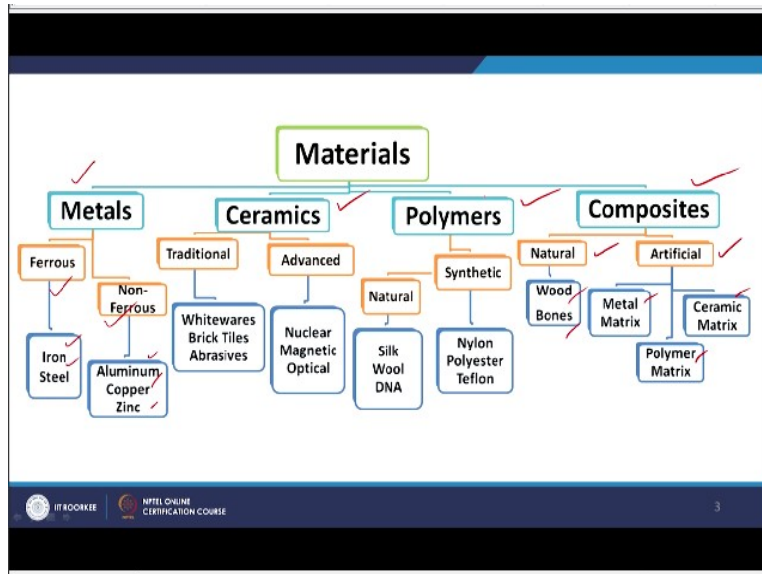 Materials
Metals
Ceramics
Polymers
Composites
Ferrous
Non-
Ferrous
Iron
Steel
Aluminum
Copper
Zinc
Traditional
Advanced
Whitewares
Brick Tiles
Abrasives
Nuclear
Magnetic
Optical
Natural
Synthetic
Silk
Wool
DNA
Nylon
Polyester
Teflon
Natural
Artificial
Wood
Bones
Metal
Matrix
Polymer
Matrix
Ceramic
Matrix
IIT ROORKEE
NPTEL ONLINE
CERTIFICATION COURSE
3